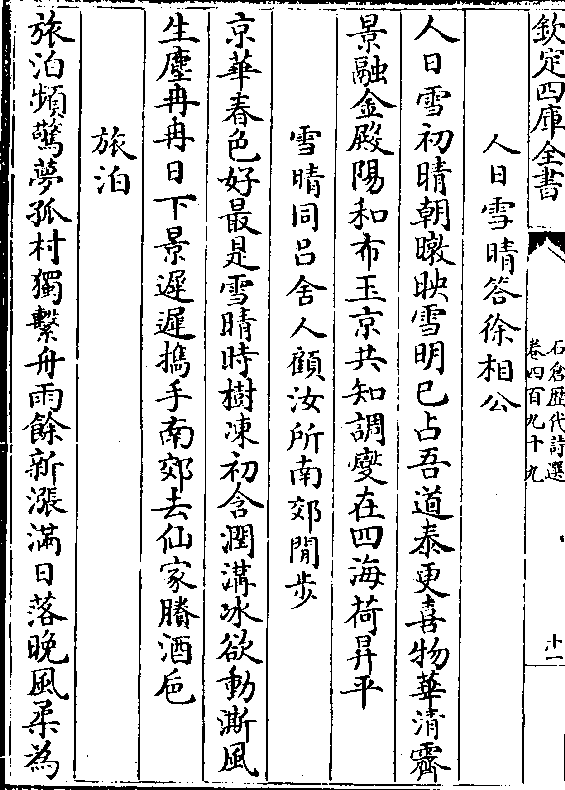 欽定四庫全書
石倉歷代詩選
卷四百九十九
十一
人日雪晴答徐相公
人日雪初晴朝暾映雪明已占吾道泰更喜物華清霽
景融金殿陽和布玉京共知調燮在四海荷昇平
雪晴同吕舍人顧汝所南郊閒步
京華春色好最是雪晴時樹凍初含潤溝冰欲動澌風
生塵冉冉日下景遲遲攜手南郊去仙家賸酒巵
旅泊
旅泊頻驚夢孤村獨繫舟雨餘新漲滿日落晚風柔為